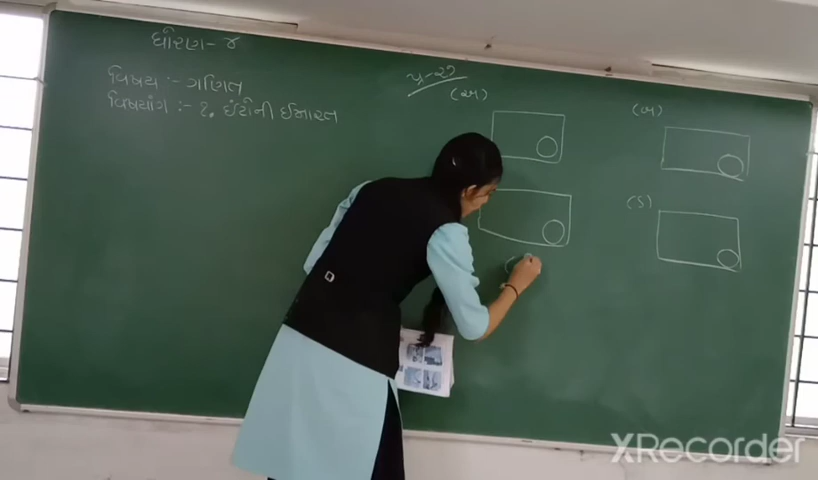 ધોરણ - ૪
વિષય :- ગણિત
વિષયાંગ :- ૧. ઈંટોની ઈમારત
પ્ર-૨૭
(અ)
(બ)
(ડ)
XRecorder